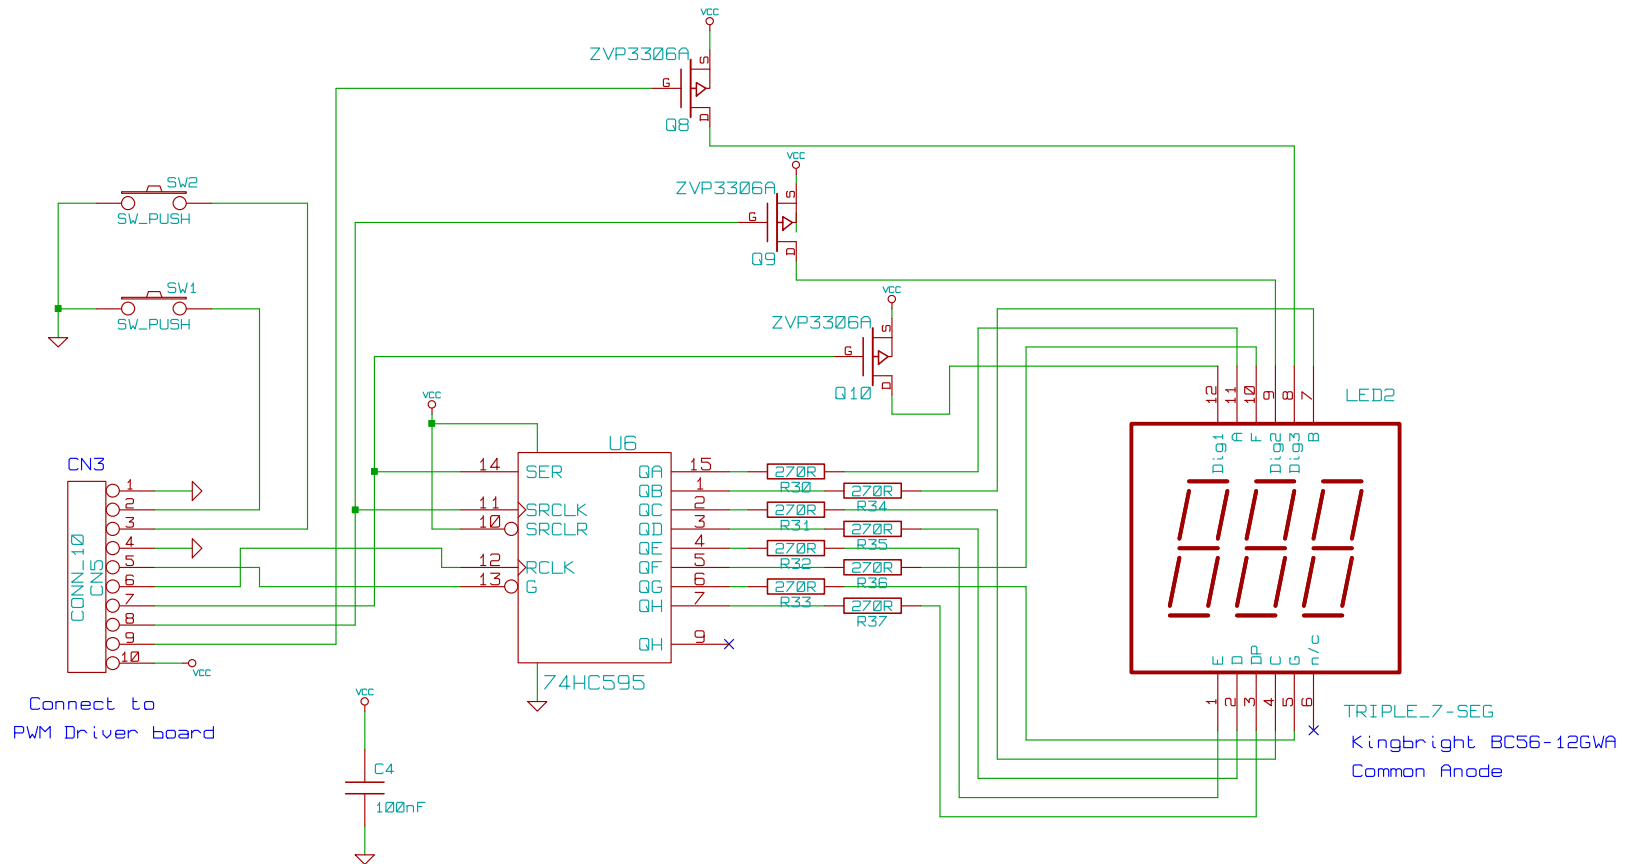 VCC
ZVP3306A
S
G
D
Q8
VCC
ZVP3306A
S
G
D
Q9
SW2
SW_PUSH
SW1
SW_PUSH
VCC
ZVP3306A
S
G
D
Q10
VCC
U6
74HC595
14 SER
11 SRCLK
10 SRCLR
12 RCLK
13 G
QA 15
QB 1
QC 2
QD 3
QE 4
QF 5
QG 6
QH 7
QH 9
270R
R30
270R
R34
270R
R31
270R
R35
270R
R32
270R
R36
270R
R33
270R
R37
CN3
CONN_10
CN5
1
2
3
4
5
6
7
8
9
10
VCC
Connect to
PWM Driver board
VCC
C4
100nF
LED2
12 11 10 9 8 7
Dig1 A F Dig2 Dig3 B
E D DP C G n/c
1 2 3 4 5 6
TRIPLE_7-SEG
Kingbright BC56-12GWA
Common Anode